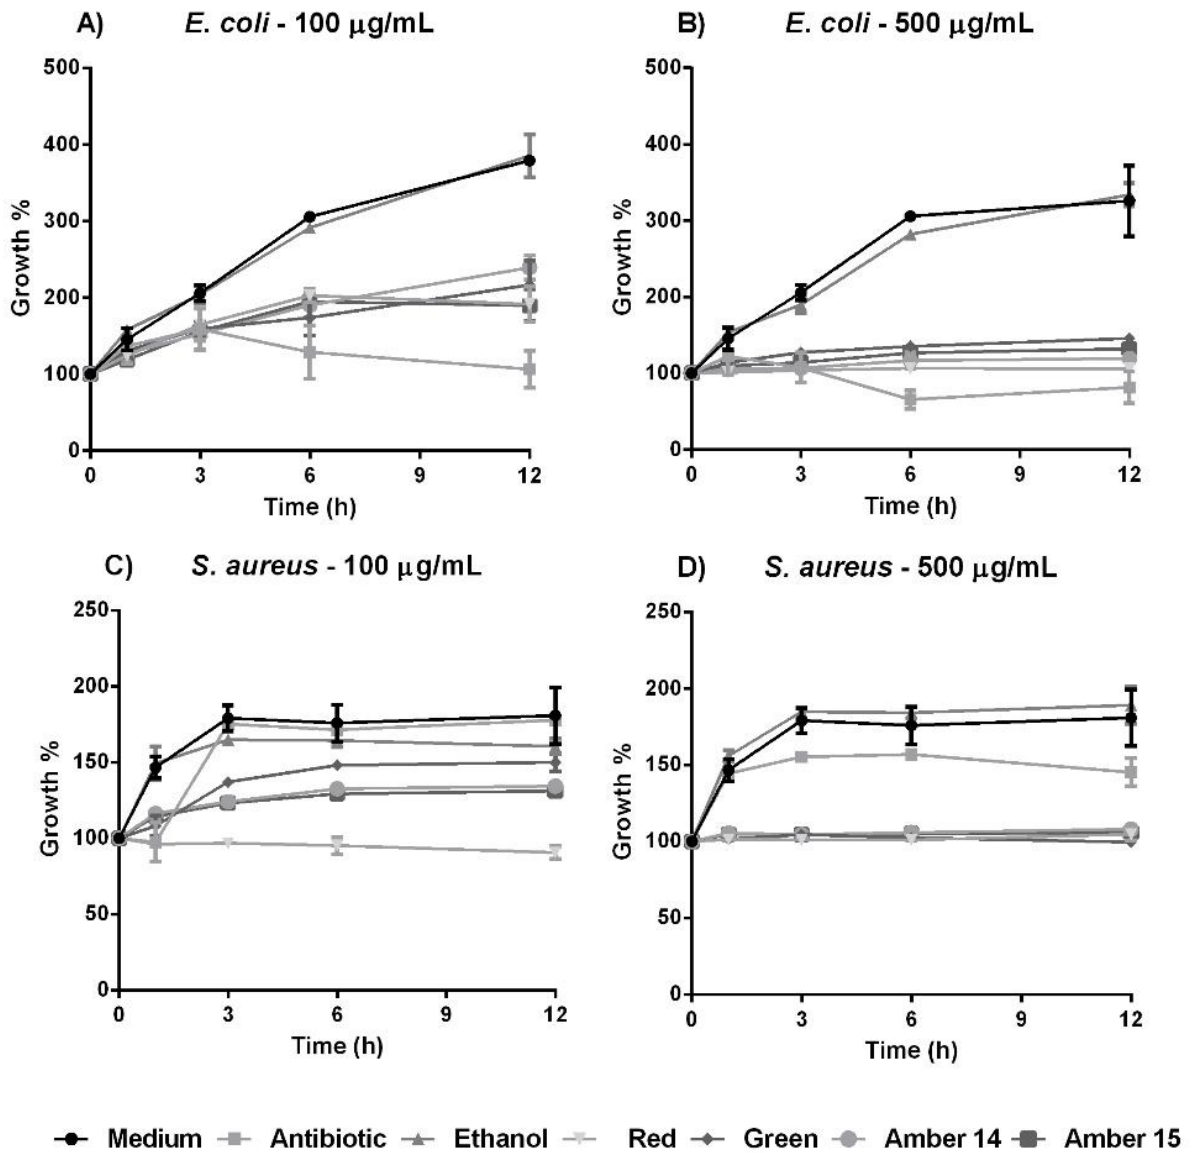 A) E. coli - 100 μg/mL
500
400
300
200
100
0
Growth %
0 3 6 9 12
Time (h)
B) E. coli - 500 μg/mL
500
400
300
200
100
0
Growth %
0 3 6 9 12
Time (h)
C) S. aureus - 100 μg/mL
250
200
150
100
50
0
Growth %
0 3 6 9 12
Time (h)
D) S. aureus - 500 μg/mL
250
200
150
100
50
0
Growth %
0 3 6 9 12
Time (h)
Medium Antibiotic Ethanol Red Green Amber 14 Amber 15